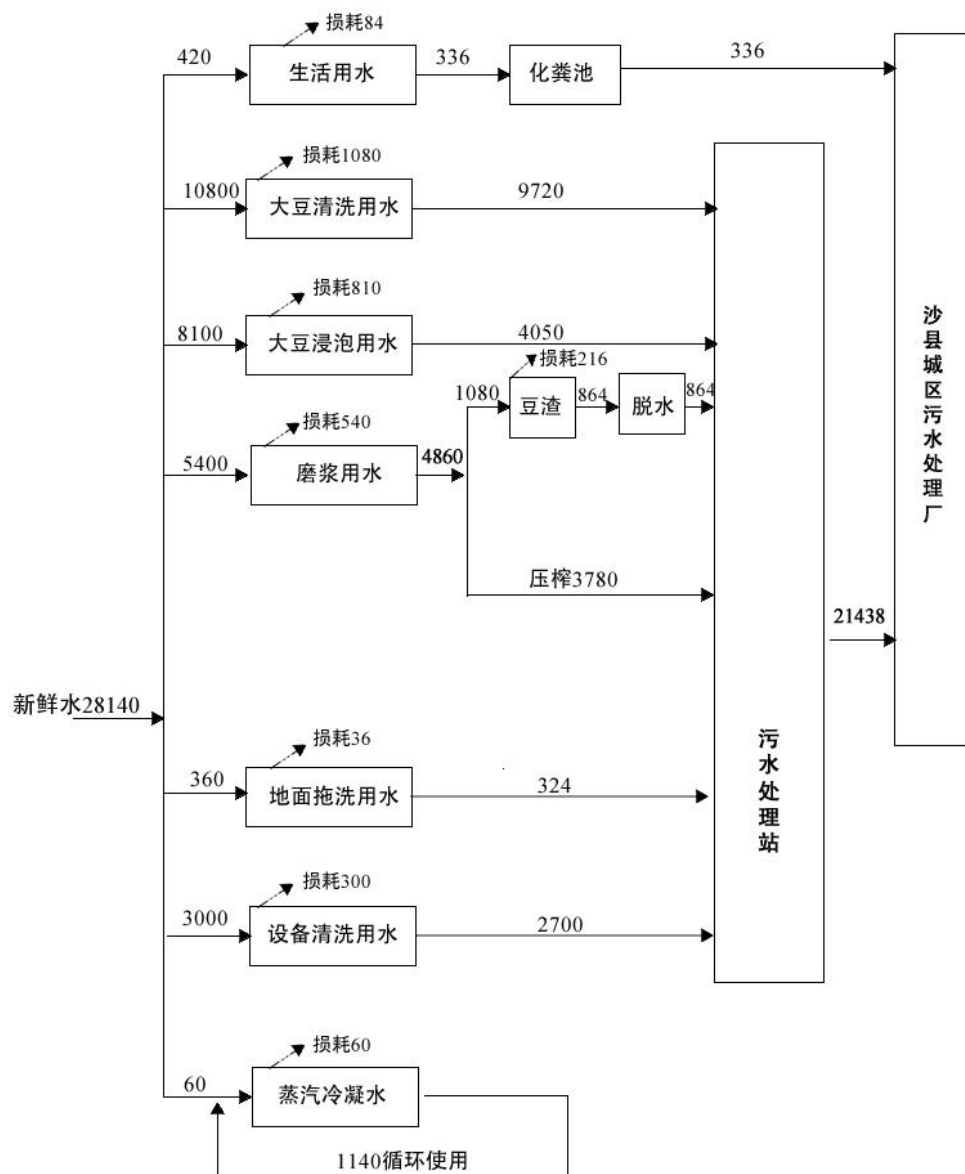 损耗84
420
生活用水
336
化粪池
336
损耗1080
10800
大豆清洗用水
9720
损耗810
8100
大豆浸泡用水
4050
损耗216
1080
豆渣
864
脱水
864
损耗540
5400
磨浆用水
4860
压榨3780
沙县城区污水处理厂
21438
新鲜水28140
损耗36
360
地面拖洗用水
324
污水处理站
损耗300
3000
设备清洗用水
2700
损耗60
60
蒸汽冷凝水
1140循环使用